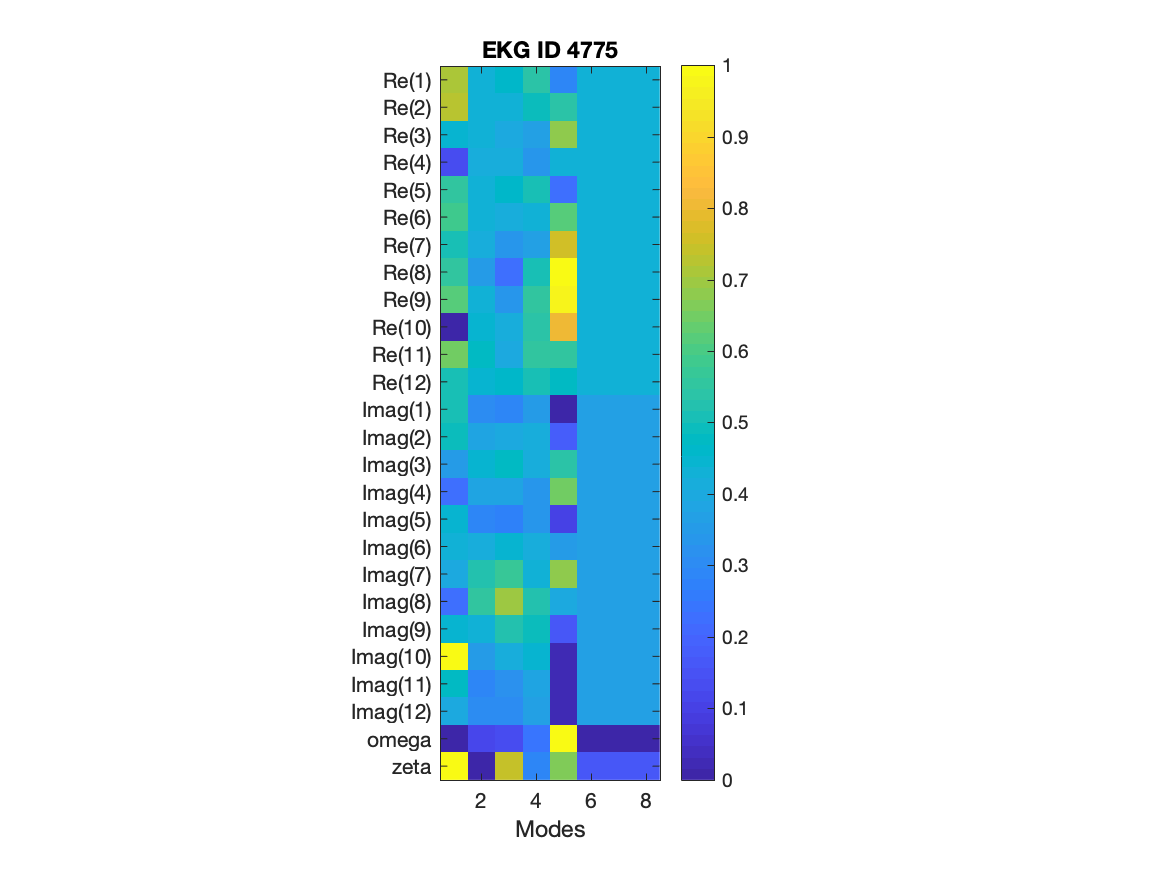 EKG ID 4775
Re(1)
Re(2)
Re(3)
Re(4)
Re(5)
Re(6)
Re(7)
Re(8)
Re(9)
Re(10)
Re(11)
Re(12)
Imag(1)
Imag(2)
Imag(3)
Imag(4)
Imag(5)
Imag(6)
Imag(7)
Imag(8)
Imag(9)
Imag(10)
Imag(11)
Imag(12)
omega
zeta
2 4 6 8
Modes
1
0.9
0.8
0.7
0.6
0.5
0.4
0.3
0.2
0.1
0